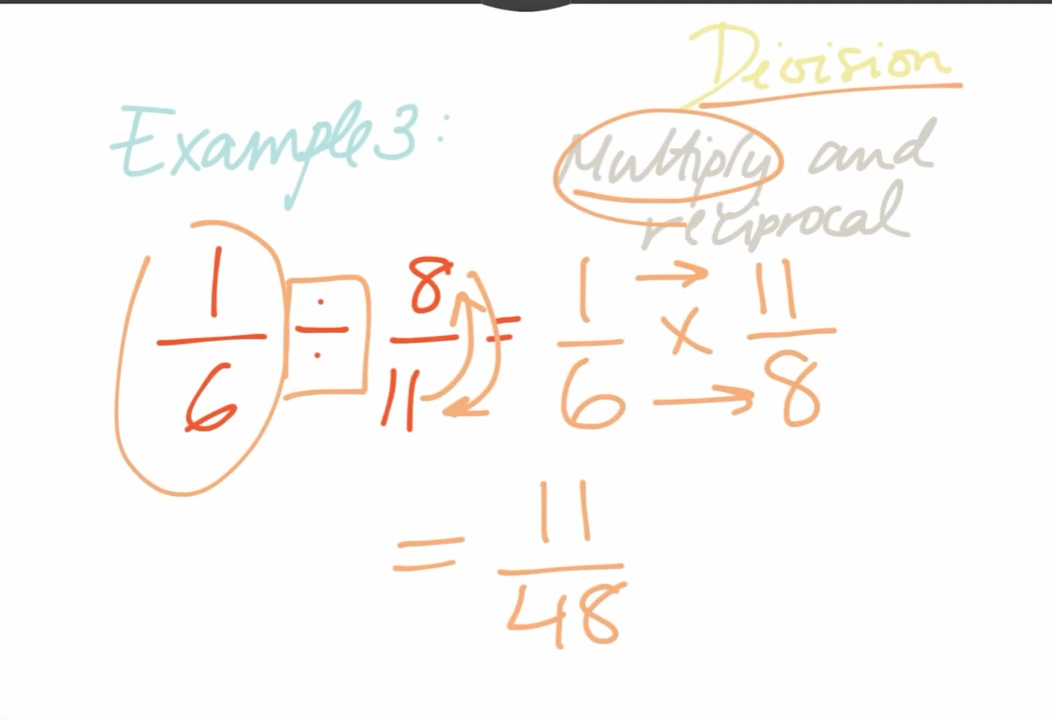 Division
Example 3:
Multiply and
reciprocal
1/6 ÷ 8/11 = 1/6 → × → 11/8
= 11/48